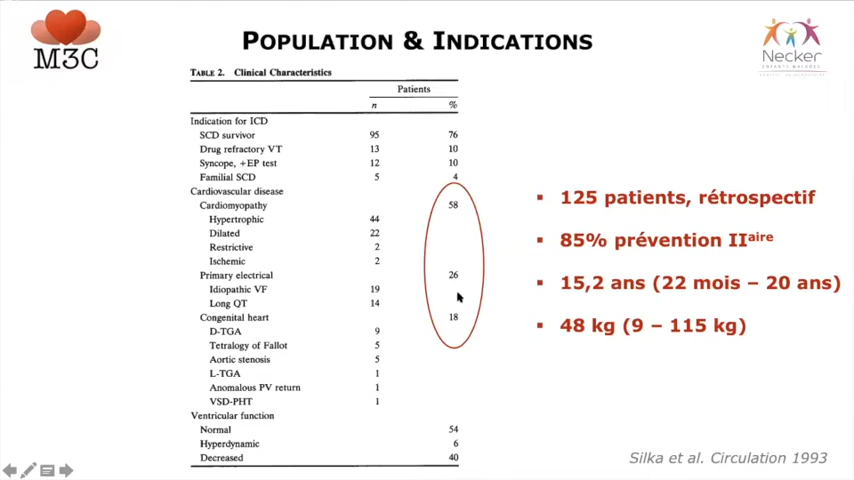 POPULATION & INDICATIONS
M3C
Necker
TABLE 2. Clinical Characteristics
Patients
n %
Indication for ICD
SCD survivor 95 76
Drug refractory VT 13 10
Syncope, +EP test 12 10
Familial SCD 5 4
Cardiovascular disease
Cardiomyopathy 58
Hypertrophic 44
Dilated 22
Restrictive 2
Ischemic 2
Primary electrical 26
Idiopathic VF 19
Long QT 14
Congenital heart 18
D-TGA 9
Tetralogy of Fallot 5
Aortic stenosis 5
L-TGA 1
Anomalous PV return 1
VSD-PHT 1
Ventricular function
Normal 54
Hyperdynamic 6
Decreased 40
▪ 125 patients, rétrospectif
▪ 85% prévention IIaire
▪ 15,2 ans (22 mois – 20 ans)
▪ 48 kg (9 – 115 kg)
Silka et al. Circulation 1993